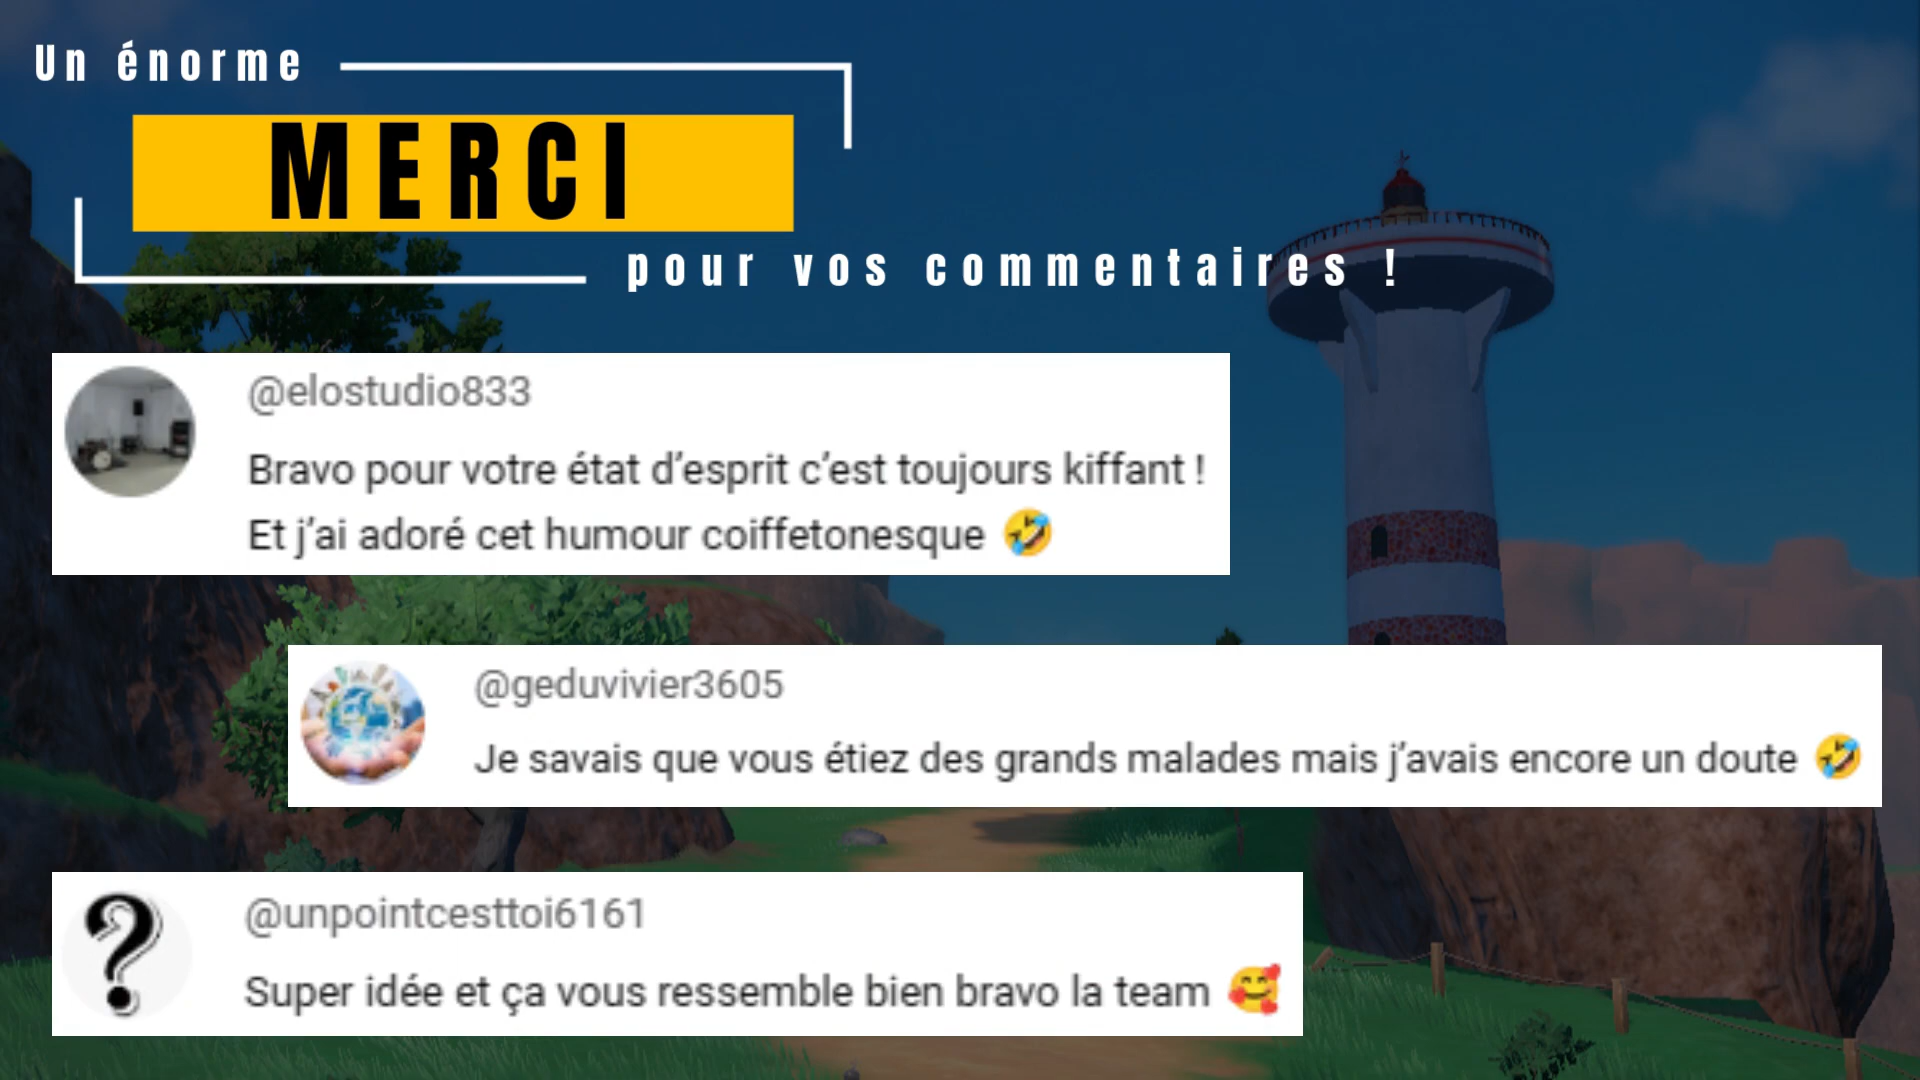 Un énorme
MERCI
pour vos commentaires !
@elostudio833
Bravo pour votre état d’esprit c’est toujours kiffant !
Et j’ai adoré cet humour coiffetonesque 🤣
@geduvivier3605
Je savais que vous étiez des grands malades mais j’avais encore un doute 🤣
@unpointcesttoi6161
Super idée et ça vous ressemble bien bravo la team 🥰